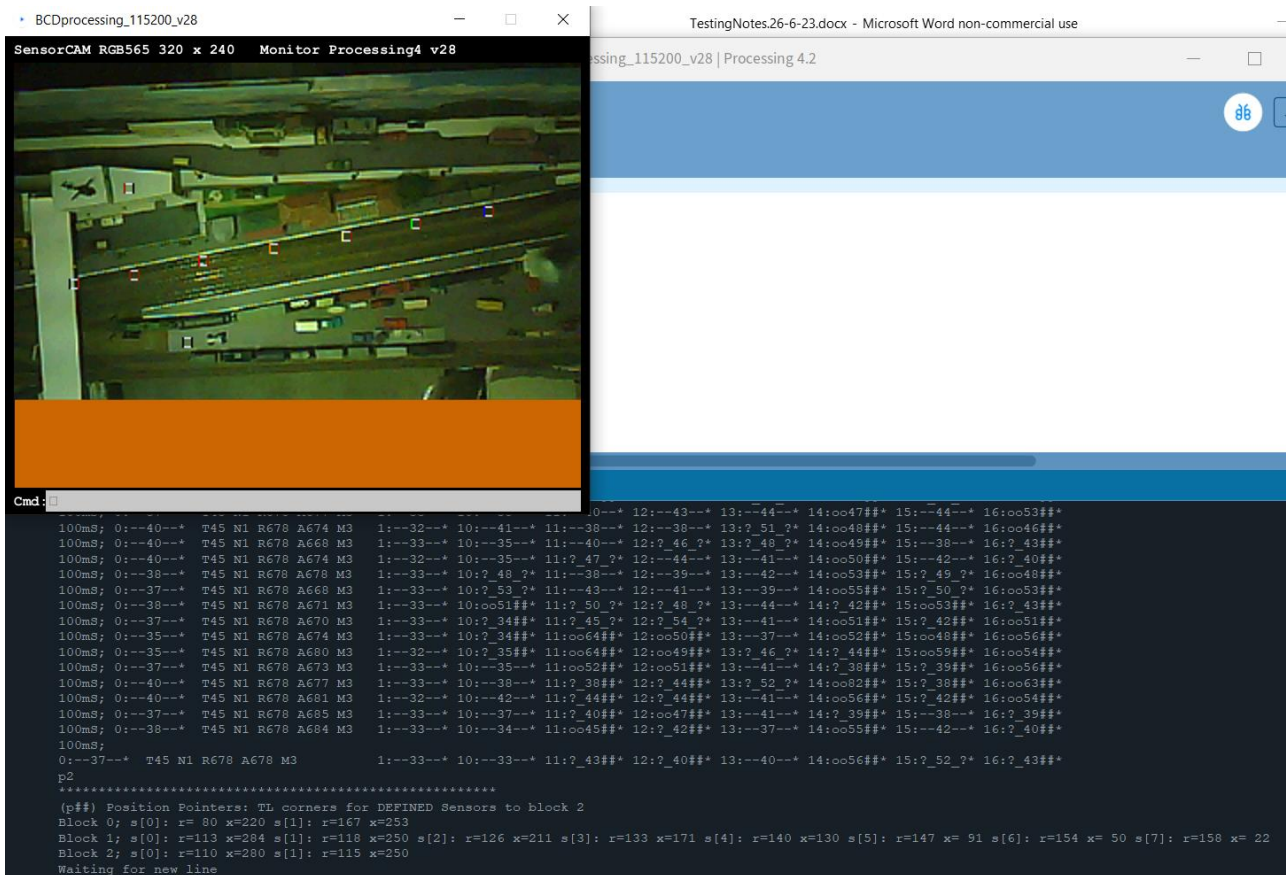 BCDprocessing_115200_v28
TestingNotes.26-6-23.docx - Microsoft Word non-commercial use
SensorCAM RGB565 320 x 240 Monitor Processing4 v28
essing_115200_v28 | Processing 4.2
Cmd:
100mS; 0:--40--* T45 N1 R678 A674 M3 1:--32--* 10:--41--* 11:--38--* 12:--38--* 13:?_51_?* 14:oo48##* 15:--44--* 16:oo46##*
100mS; 0:--40--* T45 N1 R678 A668 M3 1:--33--* 10:--35--* 11:--40--* 12:?_46_?* 13:?_48_?* 14:oo49##* 15:--38--* 16:?_43##*
100mS; 0:--40--* T45 N1 R678 A674 M3 1:--32--* 10:--35--* 11:?_47_?* 12:--44--* 13:--41--* 14:oo50##* 15:--42--* 16:?_40##*
100mS; 0:--38--* T45 N1 R678 A678 M3 1:--33--* 10:?_48_?* 11:--38--* 12:--39--* 13:--42--* 14:oo53##* 15:?_49_?* 16:oo48##*
100mS; 0:--37--* T45 N1 R678 A668 M3 1:--33--* 10:?_53_?* 11:--43--* 12:--41--* 13:--39--* 14:oo55##* 15:?_50_?* 16:oo53##*
100mS; 0:--38--* T45 N1 R678 A671 M3 1:--33--* 10:oo51##* 11:?_50_?* 12:?_48_?* 13:--44--* 14:?_42##* 15:oo53##* 16:?_43##*
100mS; 0:--37--* T45 N1 R678 A670 M3 1:--33--* 10:?_34##* 11:?_45_?* 12:?_54_?* 13:--41--* 14:oo51##* 15:?_42##* 16:oo51##*
100mS; 0:--35--* T45 N1 R678 A674 M3 1:--33--* 10:?_34##* 11:oo64##* 12:oo50##* 13:--37--* 14:oo52##* 15:oo48##* 16:oo56##*
100mS; 0:--35--* T45 N1 R678 A680 M3 1:--32--* 10:?_35##* 11:oo64##* 12:oo49##* 13:?_46_?* 14:?_44##* 15:oo59##* 16:oo54##*
100mS; 0:--37--* T45 N1 R678 A673 M3 1:--33--* 10:--35--* 11:oo52##* 12:oo51##* 13:--41--* 14:?_38##* 15:?_39##* 16:oo56##*
100mS; 0:--40--* T45 N1 R678 A677 M3 1:--33--* 10:--38--* 11:?_38##* 12:?_44##* 13:?_52_?* 14:oo82##* 15:?_38##* 16:oo63##*
100mS; 0:--40--* T45 N1 R678 A681 M3 1:--32--* 10:--42--* 11:?_44##* 12:?_44##* 13:--41--* 14:oo56##* 15:?_42##* 16:oo54##*
100mS; 0:--37--* T45 N1 R678 A685 M3 1:--33--* 10:--37--* 11:?_40##* 12:oo47##* 13:--41--* 14:?_39##* 15:--38--* 16:?_39##*
100mS; 0:--38--* T45 N1 R678 A684 M3 1:--33--* 10:--34--* 11:oo45##* 12:?_42##* 13:--37--* 14:oo55##* 15:--42--* 16:?_40##*
100mS;
0:--37--* T45 N1 R678 A678 M3 1:--33--* 10:--33--* 11:?_43##* 12:?_40##* 13:--40--* 14:oo56##* 15:?_52_?* 16:?_43##*
p2
******************************************************
(p##) Position Pointers: TL corners for DEFINED Sensors to block 2
Block 0; s[0]: r= 80 x=220 s[1]: r=167 x=253
Block 1; s[0]: r=113 x=284 s[1]: r=118 x=250 s[2]: r=126 x=211 s[3]: r=133 x=171 s[4]: r=140 x=130 s[5]: r=147 x= 91 s[6]: r=154 x= 50 s[7]: r=158 x= 22
Block 2; s[0]: r=110 x=280 s[1]: r=115 x=250
Waiting for new line